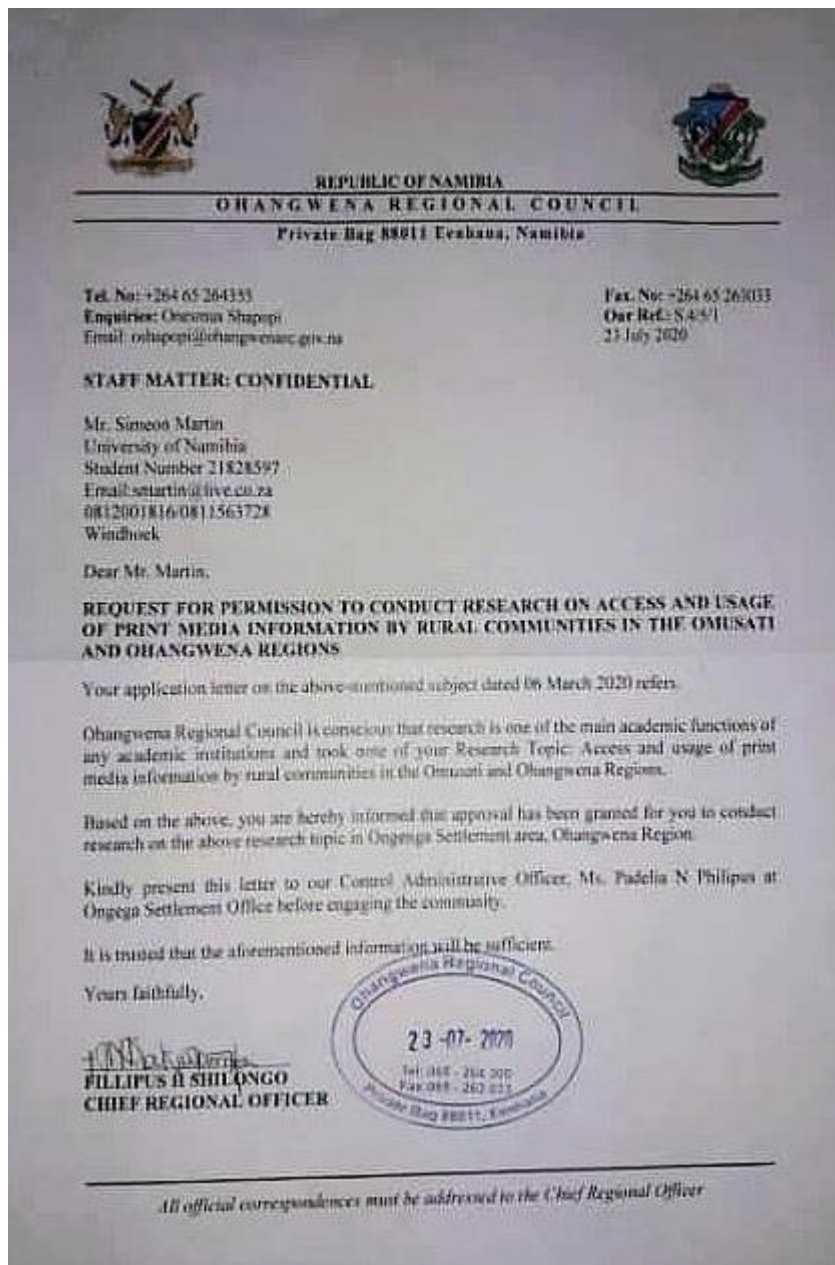 REPUBLIC OF NAMIBIA
OHANGWENA REGIONAL COUNCIL
Private Bag 88011 Eenhana, Namibia
Tel. No: +264 65 264333
Fax. No: +264 65 263033
Enquiries: Onesmus Shapopi
Our Ref.: S 4/5/1
Email: oshapopi@ohangwenarc.gov.na
23 July 2020
STAFF MATTER: CONFIDENTIAL
Mr. Simeon Martin
University of Namibia
Student Number 21828597
Email:smartin@live.co.za
0812001816/0811563728
Windhoek
Dear Mr. Martin,
REQUEST FOR PERMISSION TO CONDUCT RESEARCH ON ACCESS AND USAGE
OF PRINT MEDIA INFORMATION BY RURAL COMMUNITIES IN THE OMUSATI
AND OHANGWENA REGIONS
Your application letter on the above-mentioned subject dated 06 March 2020 refers.
Ohangwena Regional Council is conscious that research is one of the main academic functions of
any academic institutions and took note of your Research Topic: Access and usage of print
media information by rural communities in the Omusati and Ohangwena Regions.
Based on the above, you are hereby informed that approval has been granted for you to conduct
research on the above research topic in Ongenga Settlement area, Ohangwena Region.
Kindly present this letter to our Control Administrative Officer, Ms. Padelia N Philipus at
Ongega Settlement Office before engaging the community.
It is trusted that the aforementioned information will be sufficient.
Yours faithfully,
Ohangwena Regional Council
23 -07- 2020
Private Bag 88011, Eenhana
FILLIPUS H SHILONGO
CHIEF REGIONAL OFFICER
All official correspondences must be addressed to the Chief Regional Officer